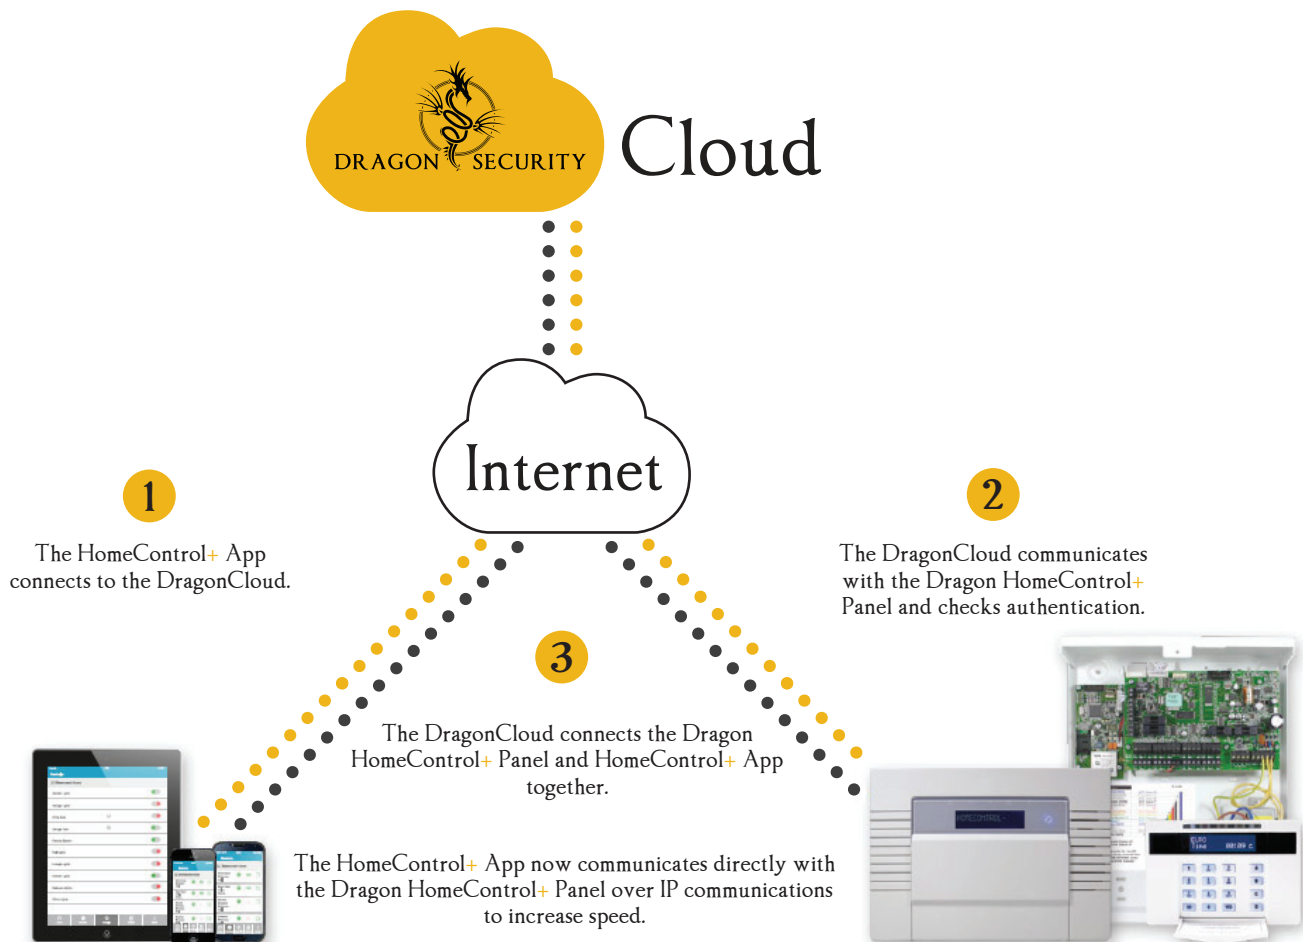 DRAGON SECURITY
Cloud
Internet
1
The HomeControl+ App
connects to the DragonCloud.
2
The DragonCloud communicates
with the Dragon HomeControl+
Panel and checks authentication.
3
The DragonCloud connects the Dragon
HomeControl+ Panel and HomeControl+ App
together.
The HomeControl+ App now communicates directly with
the Dragon HomeControl+ Panel over IP communications
to increase speed.
HOMECONTROL+